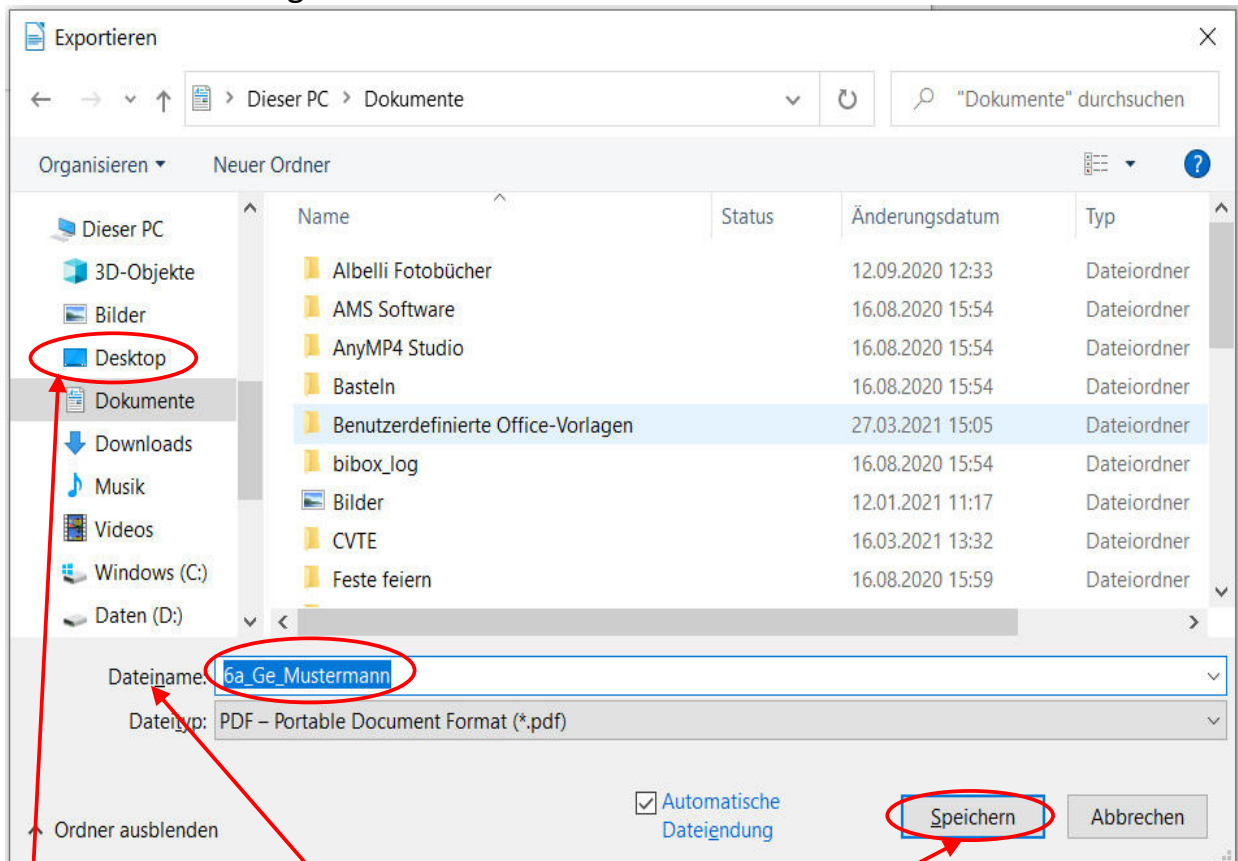 Exportieren
Dieser PC > Dokumente
"Dokumente" durchsuchen
Organisieren
Neuer Ordner
?
Dieser PC
3D-Objekte
Bilder
Desktop
Dokumente
Downloads
Musik
Videos
Windows (C:)
Daten (D:)
Name Status Änderungsdatum Typ
Albelli Fotobücher 12.09.2020 12:33 Dateiordner
AMS Software 16.08.2020 15:54 Dateiordner
AnyMP4 Studio 16.08.2020 15:54 Dateiordner
Basteln 16.08.2020 15:54 Dateiordner
Benutzerdefinierte Office-Vorlagen 27.03.2021 15:05 Dateiordner
bibox_log 16.08.2020 15:54 Dateiordner
Bilder 12.01.2021 11:17 Dateiordner
CVTE 16.03.2021 13:32 Dateiordner
Feste feiern 16.08.2020 15:59 Dateiordner
Dateiname: 6a_Ge_Mustermann
Dateityp: PDF – Portable Document Format (*.pdf)
Automatische
Dateiendung
Speichern
Abbrechen
Ordner ausblenden